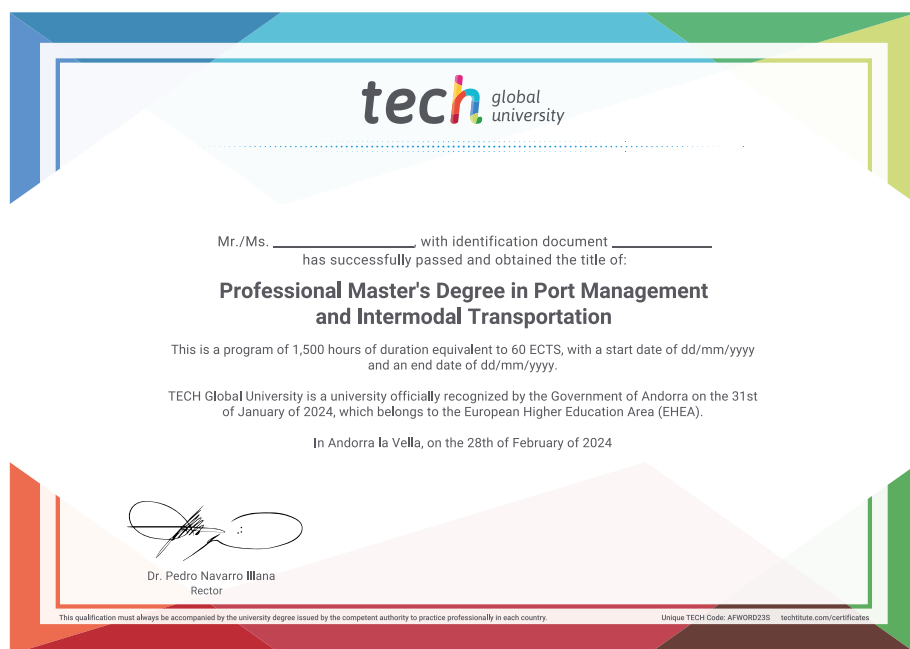 tech global
university
Mr./Ms. ____________, with identification document ____________
has successfully passed and obtained the title of:
Professional Master's Degree in Port Management
and Intermodal Transportation
This is a program of 1,500 hours of duration equivalent to 60 ECTS, with a start date of dd/mm/yyyy
and an end date of dd/mm/yyyy.
TECH Global University is a university officially recognized by the Government of Andorra on the 31st
of January of 2024, which belongs to the European Higher Education Area (EHEA).
In Andorra la Vella, on the 28th of February of 2024
Dr. Pedro Navarro Illana
Rector
This qualification must always be accompanied by the university degree issued by the competent authority to practice professionally in each country.
Unique TECH Code: AFWORD23S techtitute.com/certificates